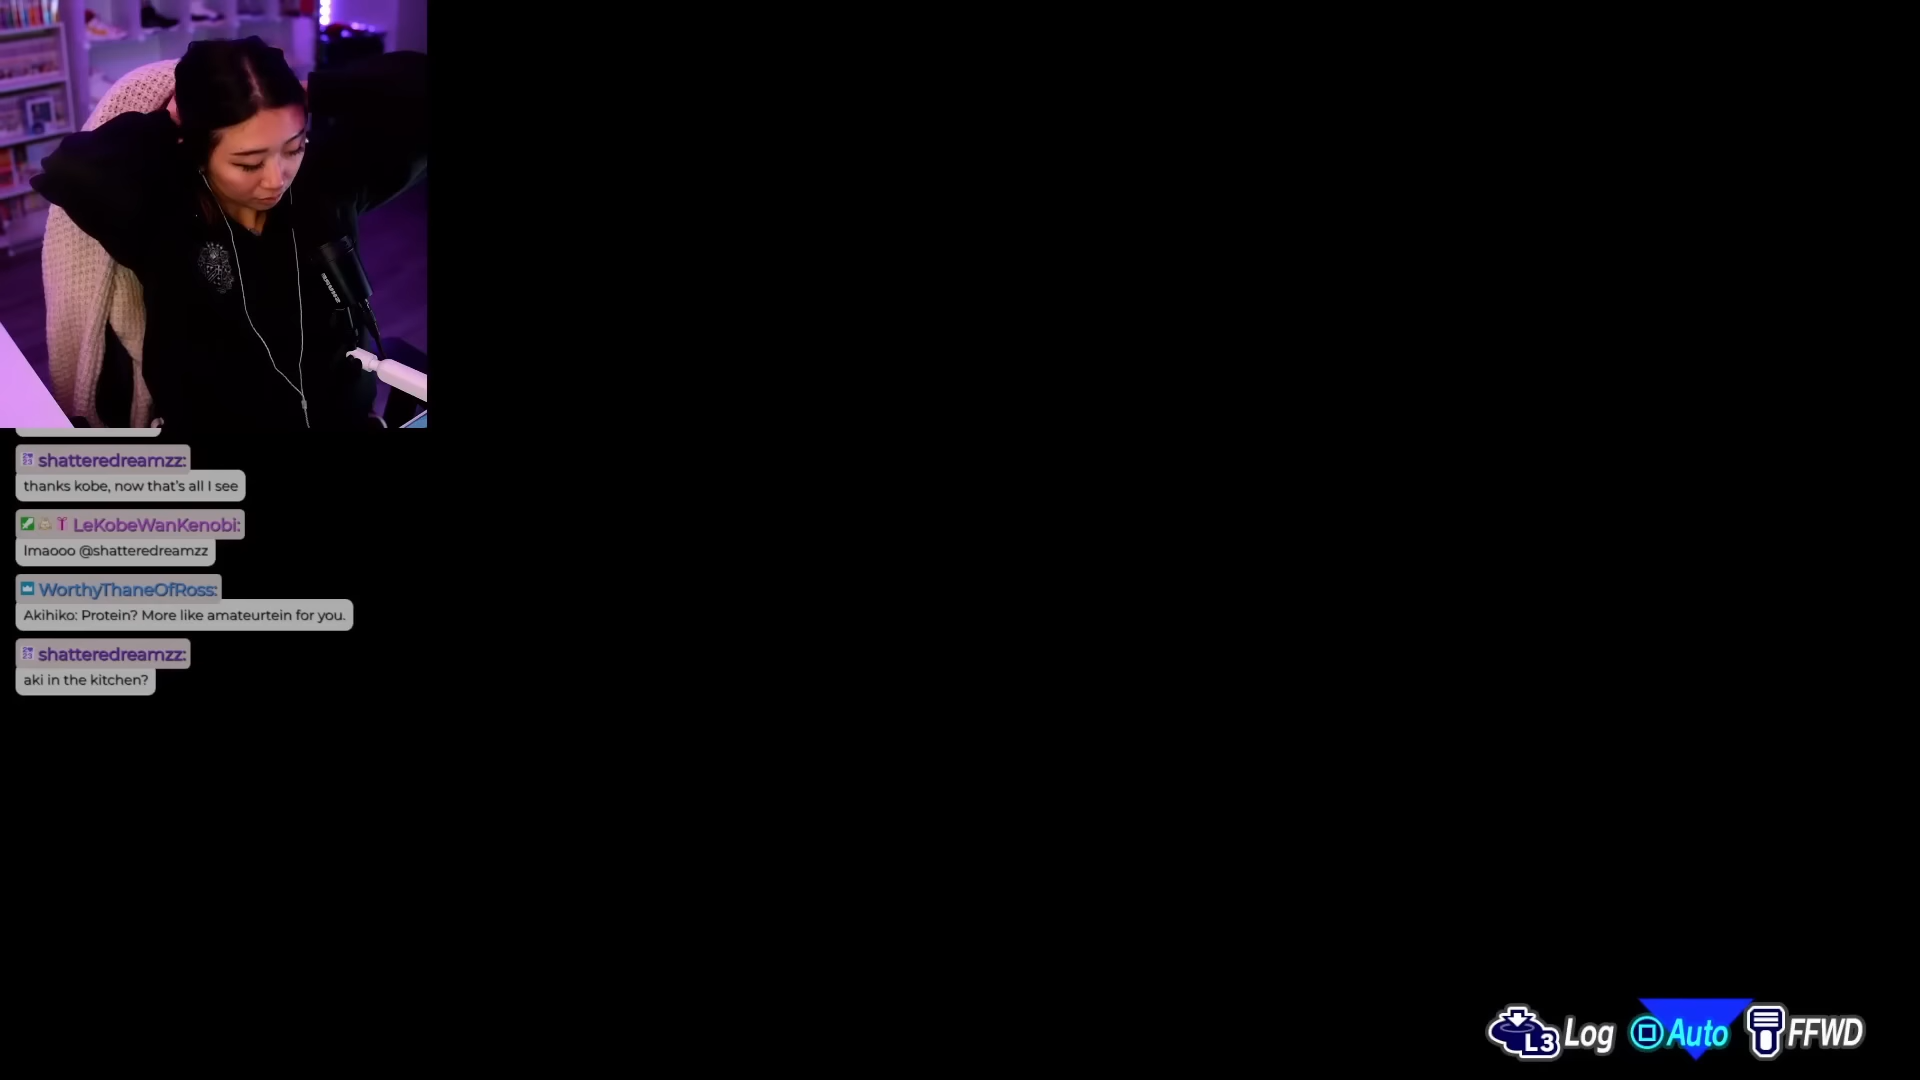 shatteredreamzz:
thanks kobe, now that's all I see
LeKobeWanKenobi:
lmaooo @shatteredreamzz
WorthyThaneOfRoss:
Akihiko: Protein? More like amateurtein for you.
shatteredreamzz:
aki in the kitchen?
L3 Log Auto FFWD